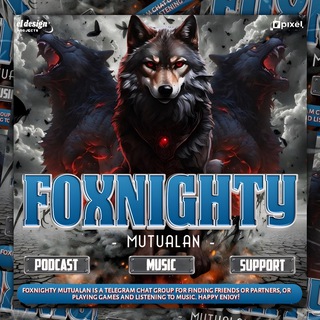 el design
PROJECTS
pixel
FOXNIGHTY
- MUTUALAN -
PODCAST
MUSIC
SUPPORT
FOXNIGHTY MUTUALAN IS A TELEGRAM CHAT GROUP FOR FINDING FRIENDS OR PARTNERS, OR
PLAYING GAMES AND LISTENING TO MUSIC. HAPPY ENJOY!